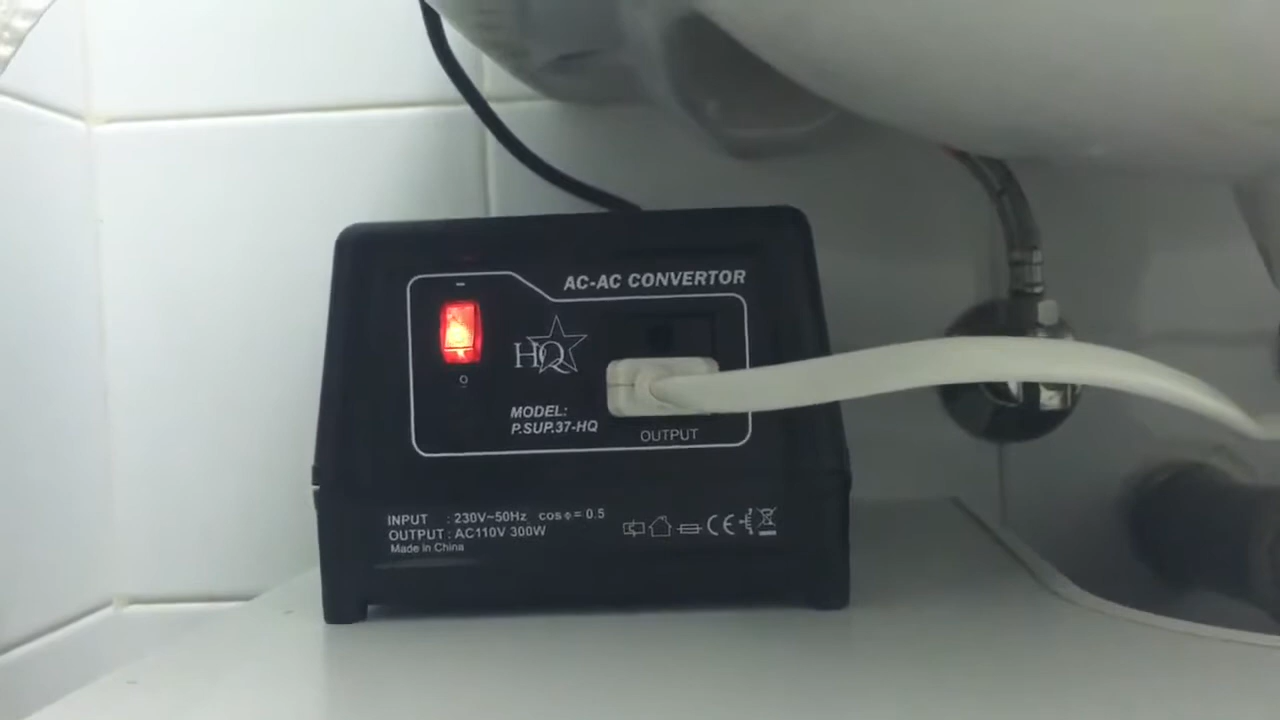 AC-AC CONVERTOR
HQ
MODEL:
P.SUP.37-HQ
OUTPUT
INPUT : 230V~50Hz cos φ = 0.5
OUTPUT : AC110V 300W
Made in China
CE